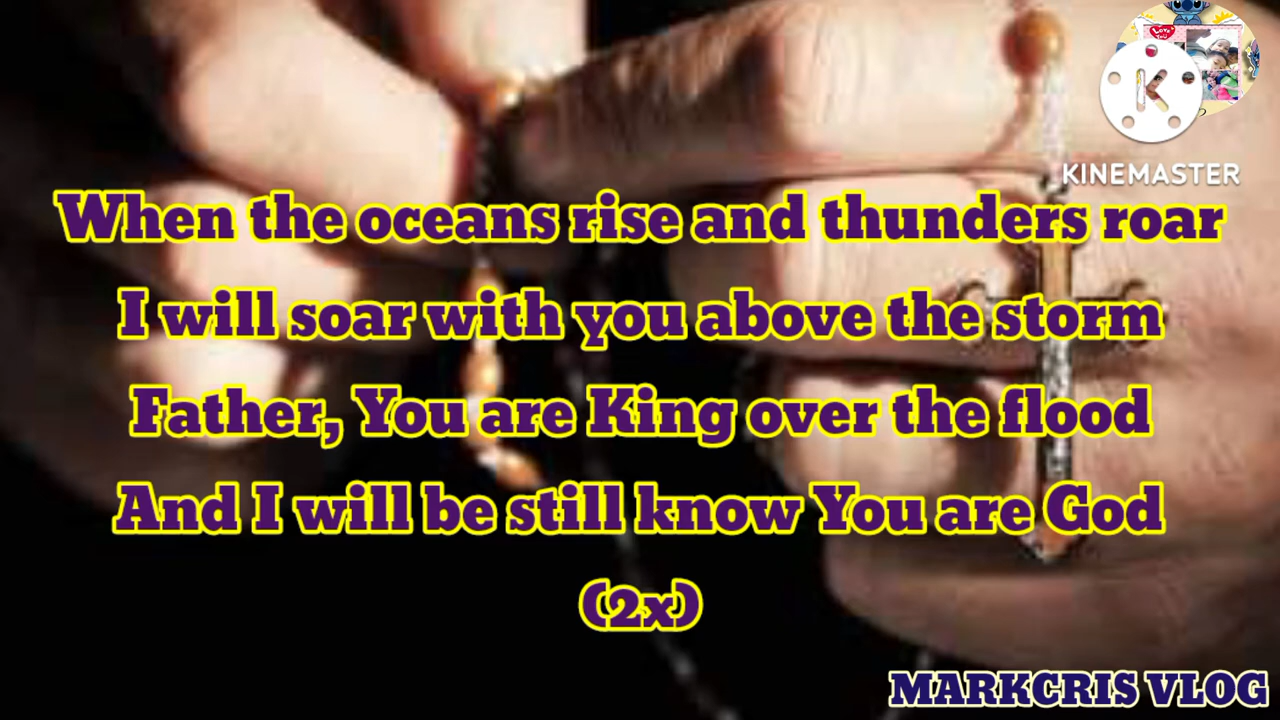 KINEMASTER
When the oceans rise and thunders roar
I will soar with you above the storm
Father, You are King over the flood
And I will be still know You are God
(2x)
MARKCRIS VLOG